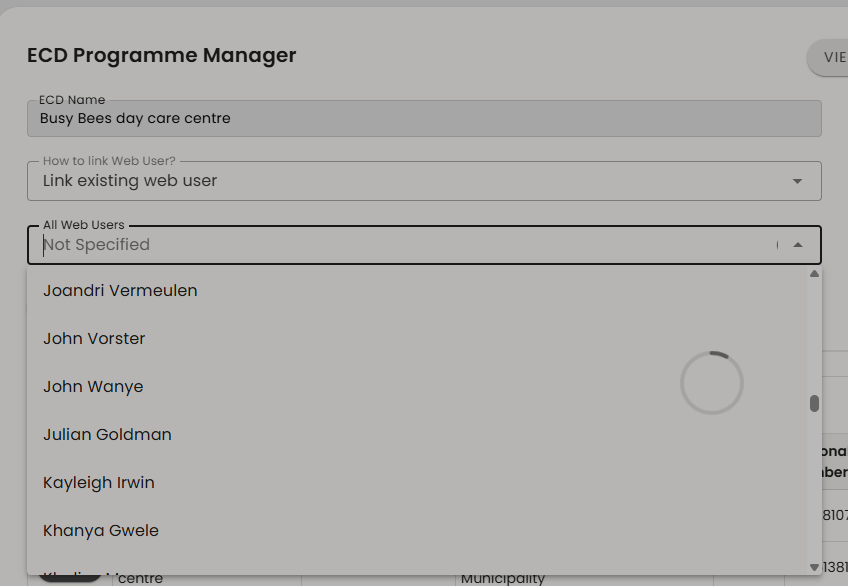 ECD Programme Manager
VIE
ECD Name
Busy Bees day care centre
How to link Web User?
Link existing web user
All Web Users
Not Specified
Joandri Vermeulen
John Vorster
John Wanye
Julian Goldman
Kayleigh Irwin
Khanya Gwele
onal
nber
8107
1381
centre
Municipality